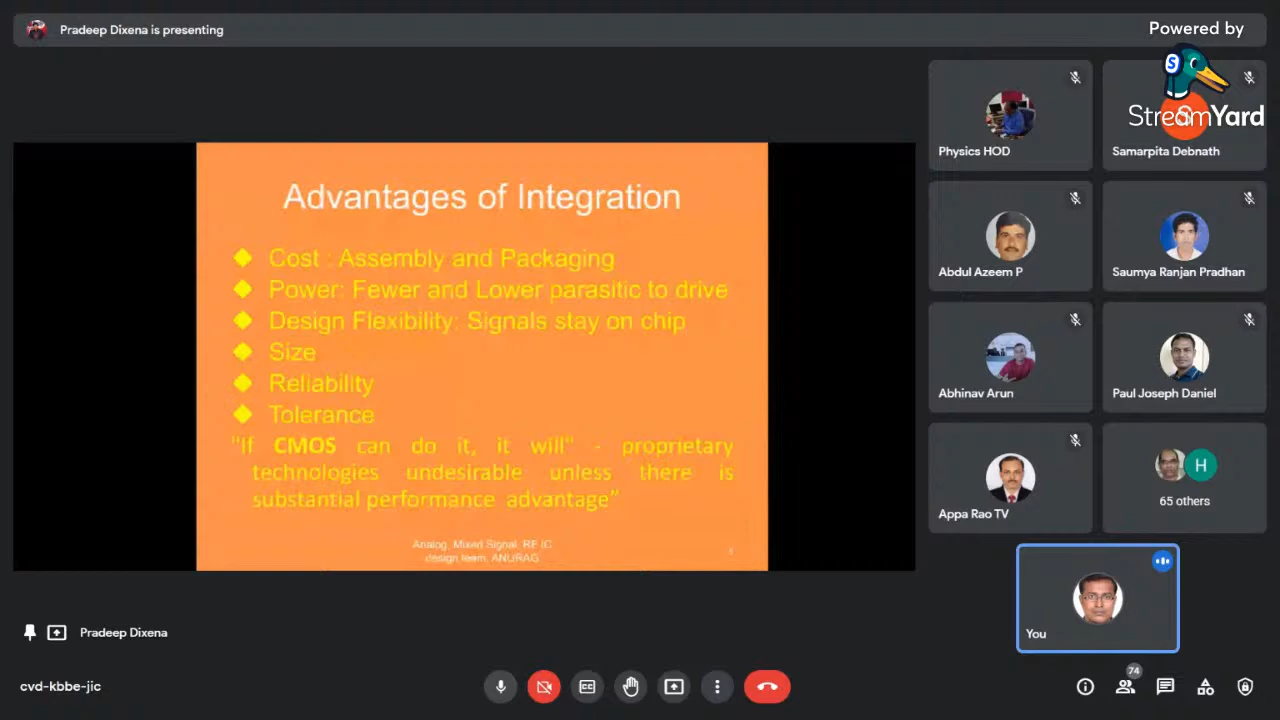 Pradeep Dixena is presenting
Powered by
StreamYard
Physics HOD
Samarpita Debnath
Advantages of Integration
Cost : Assembly and Packaging
Power: Fewer and Lower parasitic to drive
Design Flexibility: Signals stay on chip
Size
Reliability
Tolerance
"If CMOS can do it, it will" - proprietary
technologies undesirable unless there is
substantial performance advantage”
Analog, Mixed Signal, RF IC
design team, ANURAG
1
Abdul Azeem P
Saumya Ranjan Pradhan
Abhinav Arun
Paul Joseph Daniel
Appa Rao TV
H
65 others
You
Pradeep Dixena
cvd-kbbe-jic
74